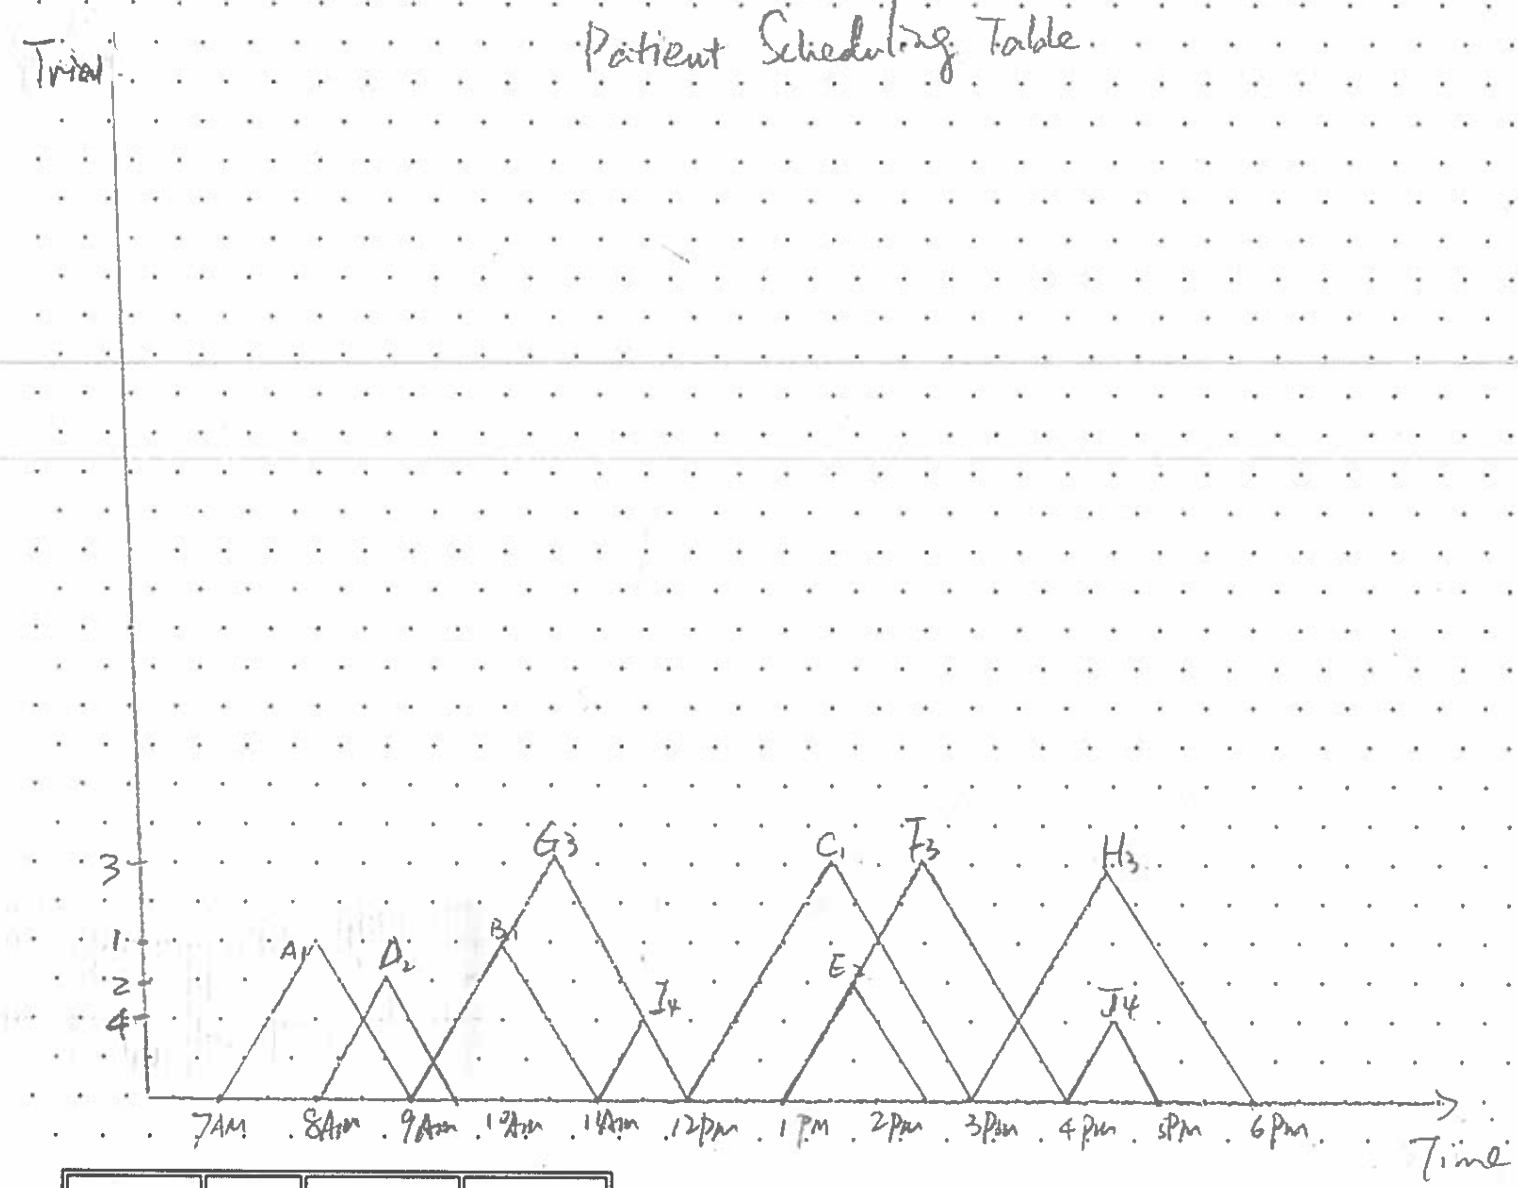 Patient Scheduling Table
Trial
G3
C1
F3
H3
3
B1
1
A1
D2
E2
2
I4
J4
4
7AM 8Am 9Am 10Am 11Am 12pm 1pm 2pm 3pm 4pm 5pm 6pm
Time